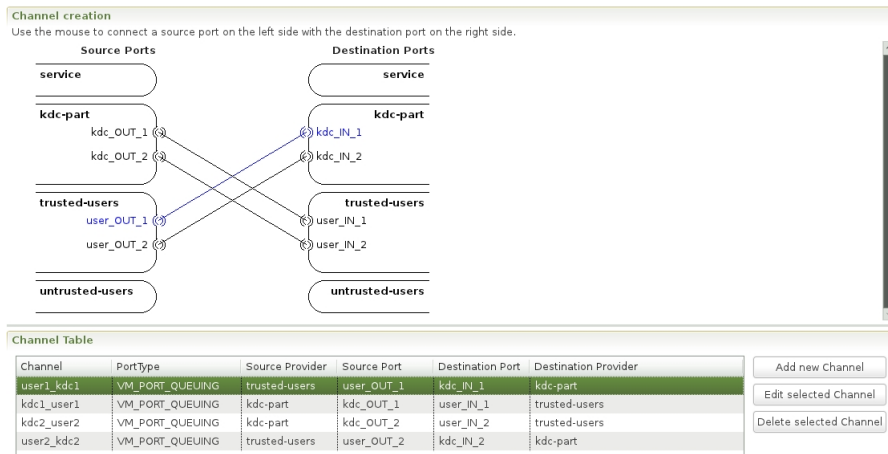 Channel creation
Use the mouse to connect a source port on the left side with the destination port on the right side.
Source Ports Destination Ports
service service
kdc-part kdc-part
kdc_OUT_1 kdc_IN_1
kdc_OUT_2 kdc_IN_2
trusted-users trusted-users
user_OUT_1 user_IN_1
user_OUT_2 user_IN_2
untrusted-users untrusted-users
Channel Table
Channel PortType Source Provider Source Port Destination Port Destination Provider
user1_kdc1 VM_PORT_QUEUING trusted-users user_OUT_1 kdc_IN_1 kdc-part
kdc1_user1 VM_PORT_QUEUING kdc-part kdc_OUT_1 user_IN_1 trusted-users
kdc2_user2 VM_PORT_QUEUING kdc-part kdc_OUT_2 user_IN_2 trusted-users
user2_kdc2 VM_PORT_QUEUING trusted-users user_OUT_2 kdc_IN_2 kdc-part
Add new Channel
Edit selected Channel
Delete selected Channel